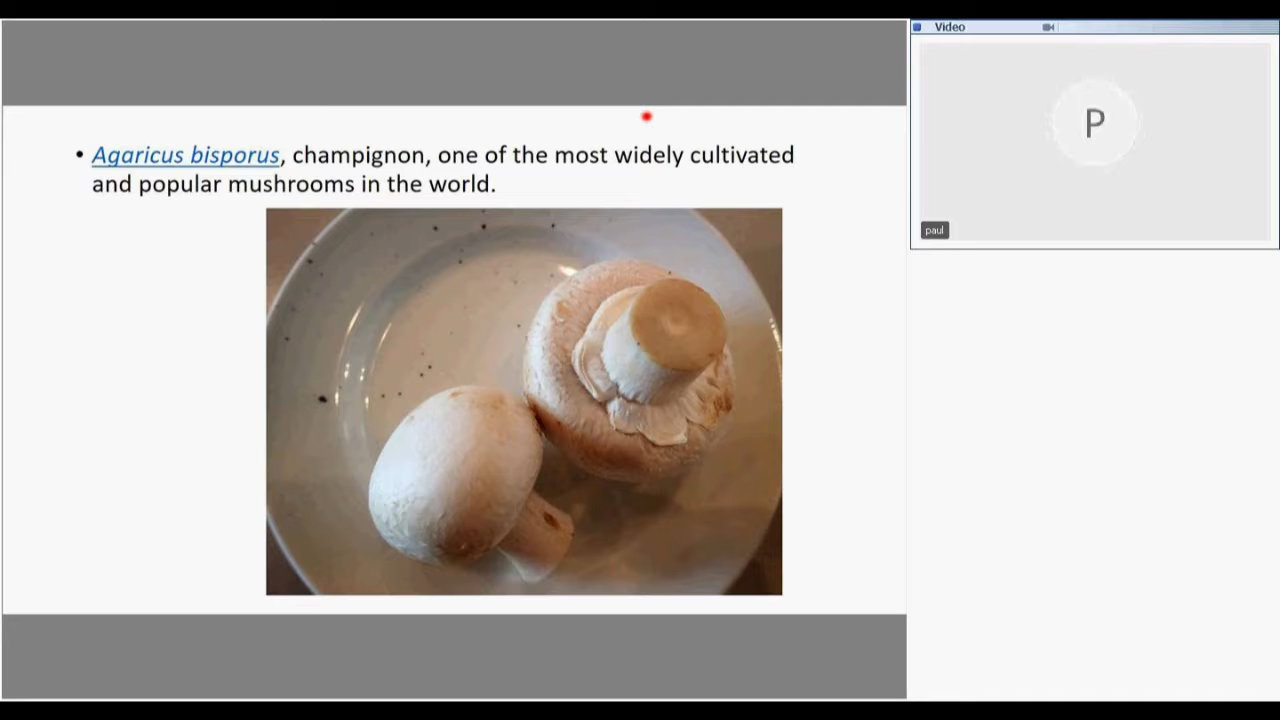 Video
• Agaricus bisporus, champignon, one of the most widely cultivated
and popular mushrooms in the world.
P
paul